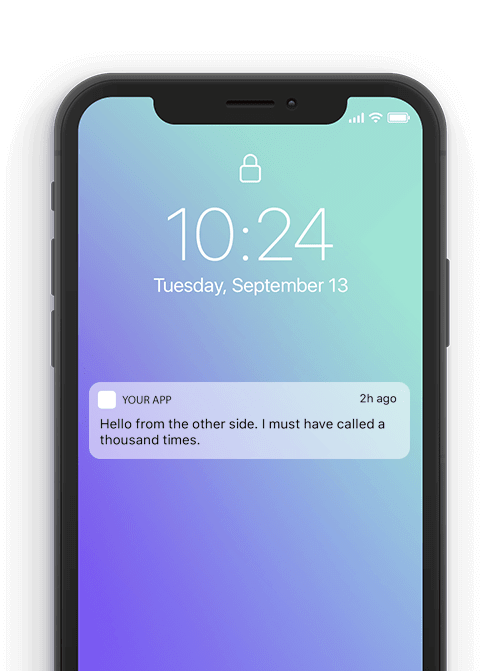 10:24
Tuesday, September 13
YOUR APP 2h ago
Hello from the other side. I must have called a
thousand times.